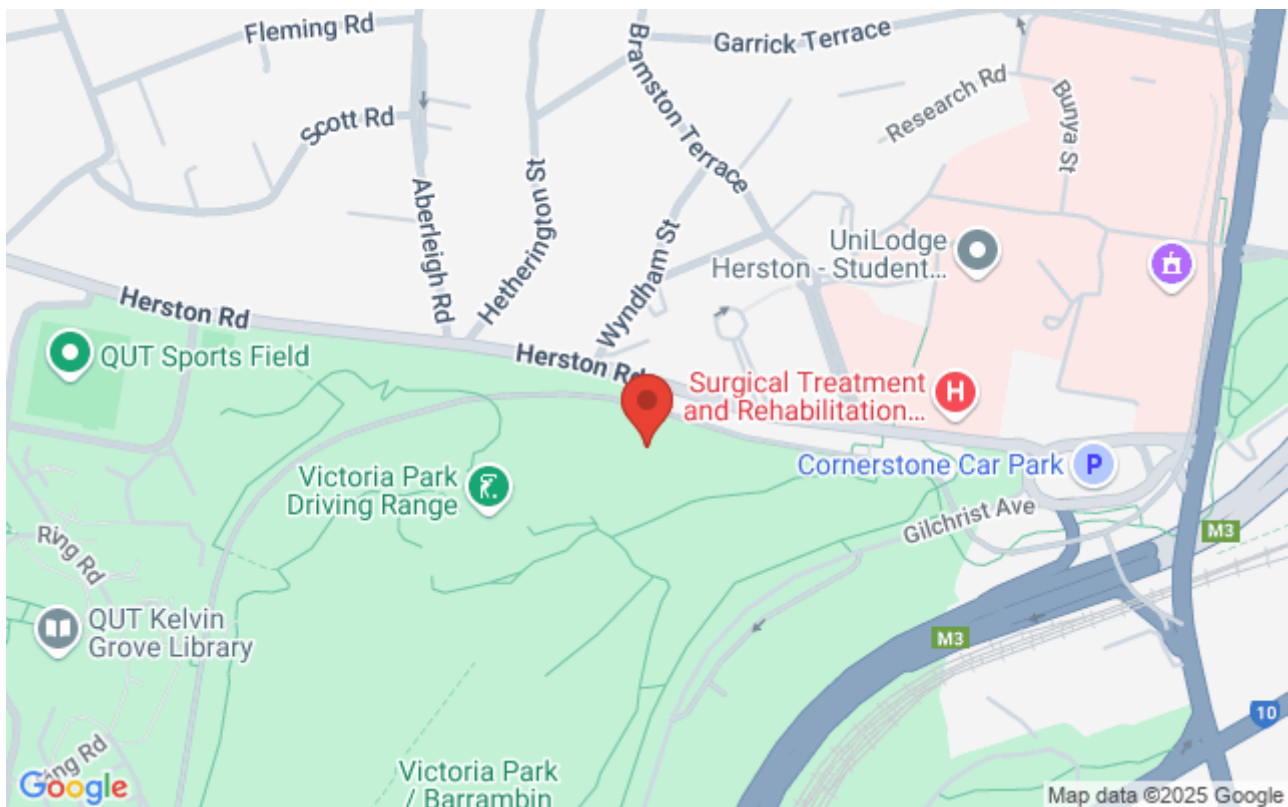 Fleming Rd
Garrick Terrace
Bramston Terrace
Research Rd
Bunya St
Scott Rd
Aberleigh Rd
Hetherington St
Wyndham St
UniLodge
Herston - Student...
Herston Rd
QUT Sports Field
Herston Rd
Surgical Treatment
and Rehabilitation...
H
Cornerstone Car Park
P
Victoria Park
Driving Range
Gilchrist Ave
M3
Ring Rd
QUT Kelvin
Grove Library
M3
10
Ring Rd
Victoria Park
/ Barrambin
Google
Map data ©2025 Google